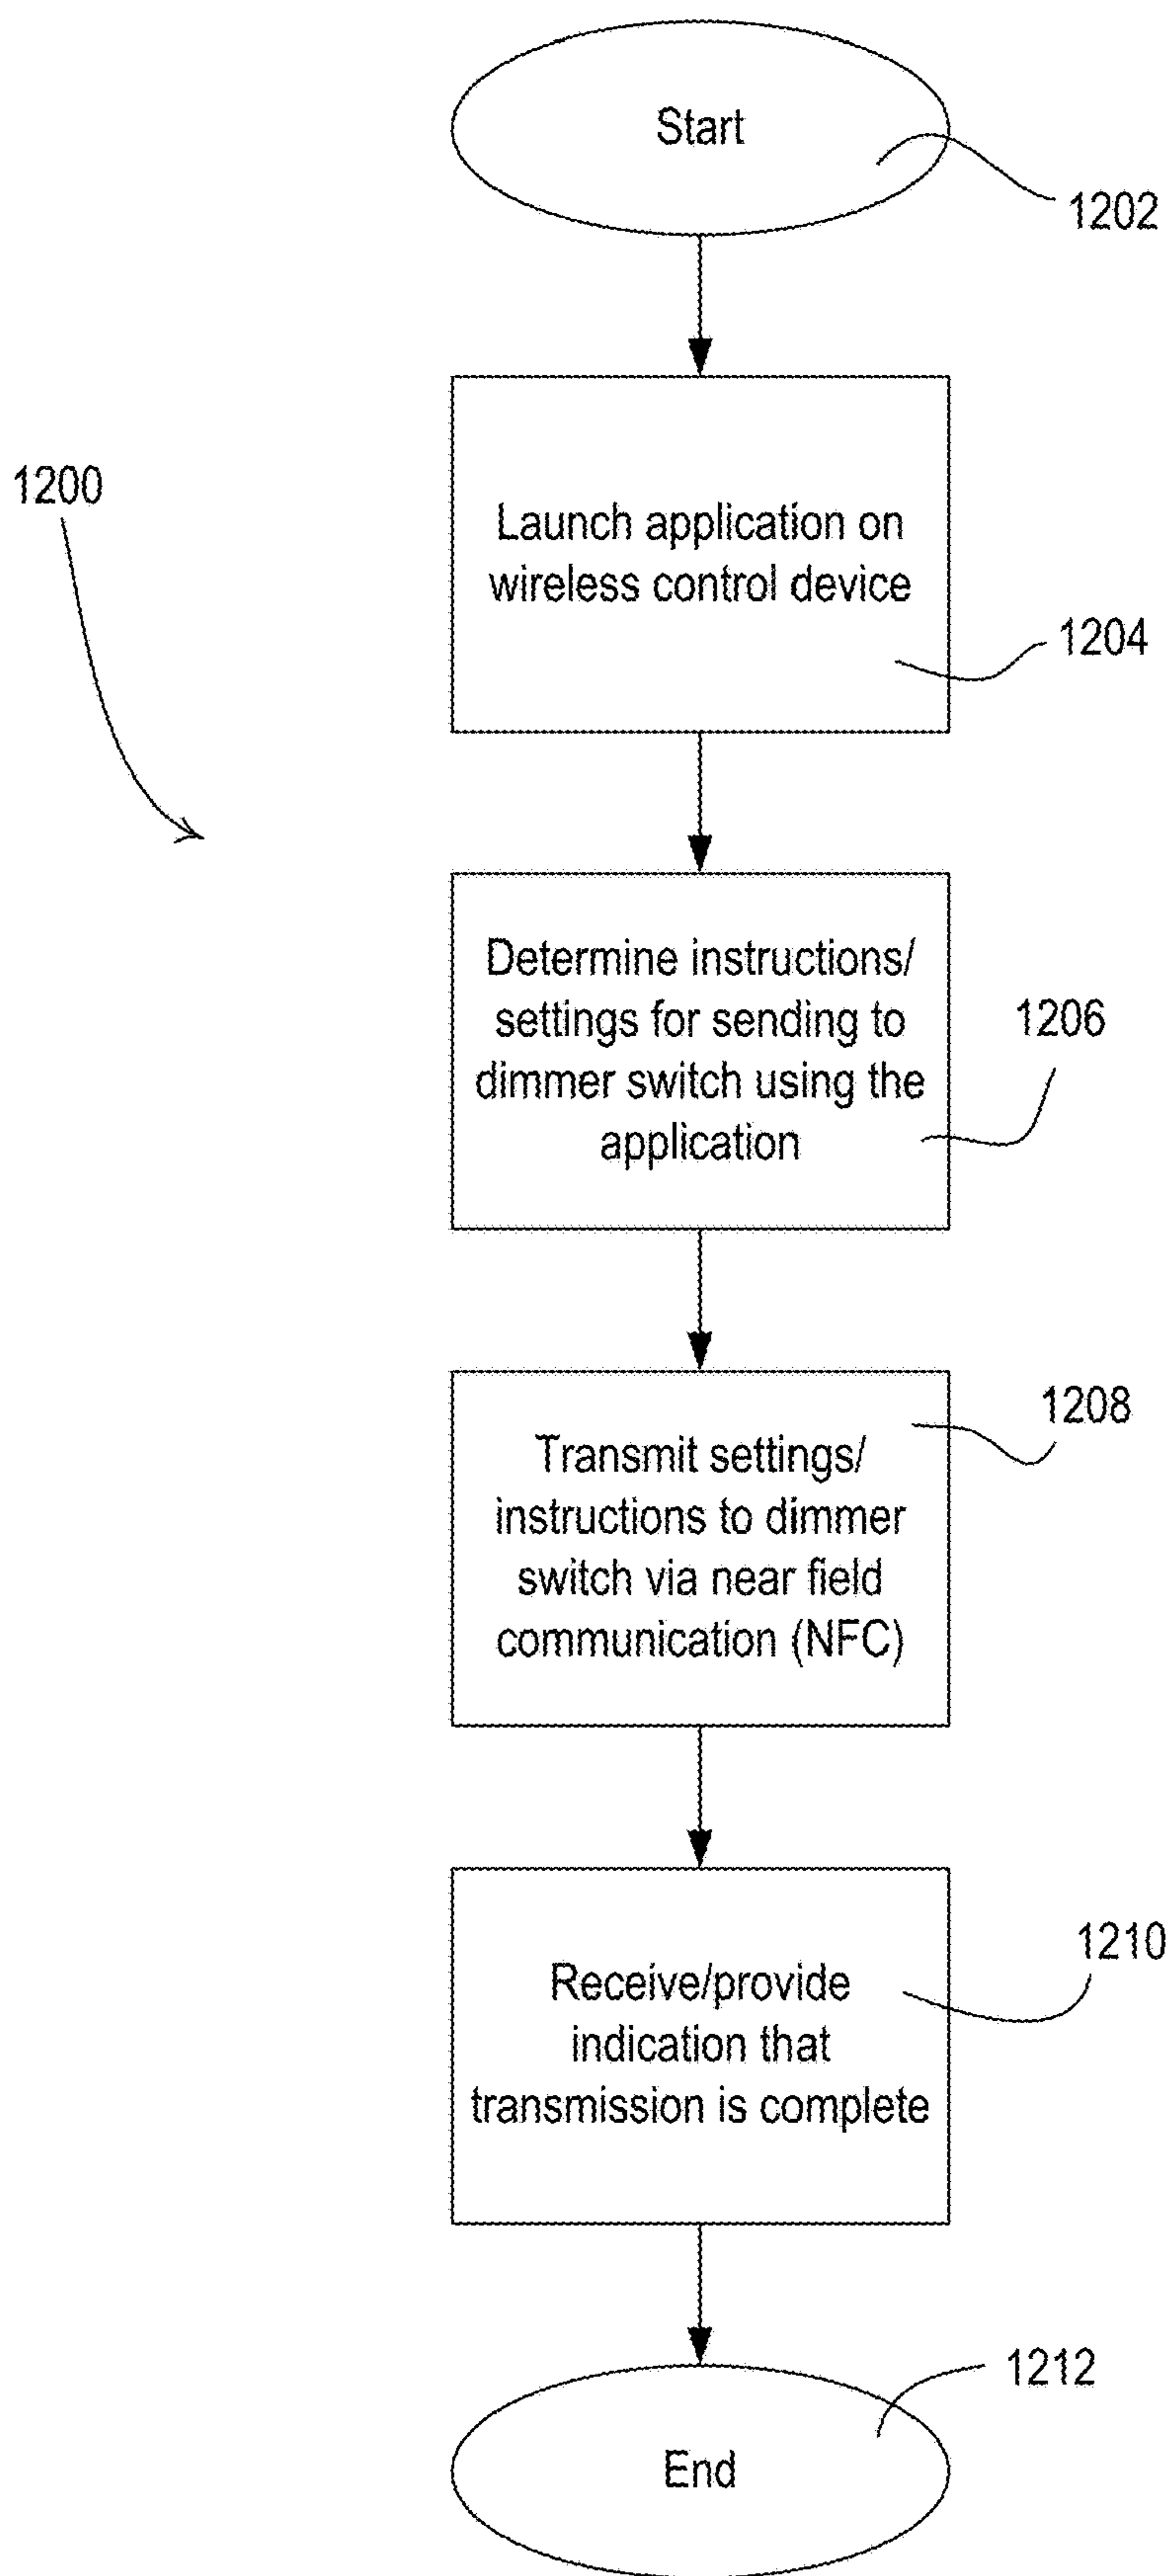 Start
1202
1200
Launch application on
wireless control device
1204
Determine instructions/
settings for sending to
dimmer switch using the
application
1206
1208
Transmit settings/
instructions to dimmer
switch via near field
communication (NFC)
1210
Receive/provide
indication that
transmission is complete
1212
End